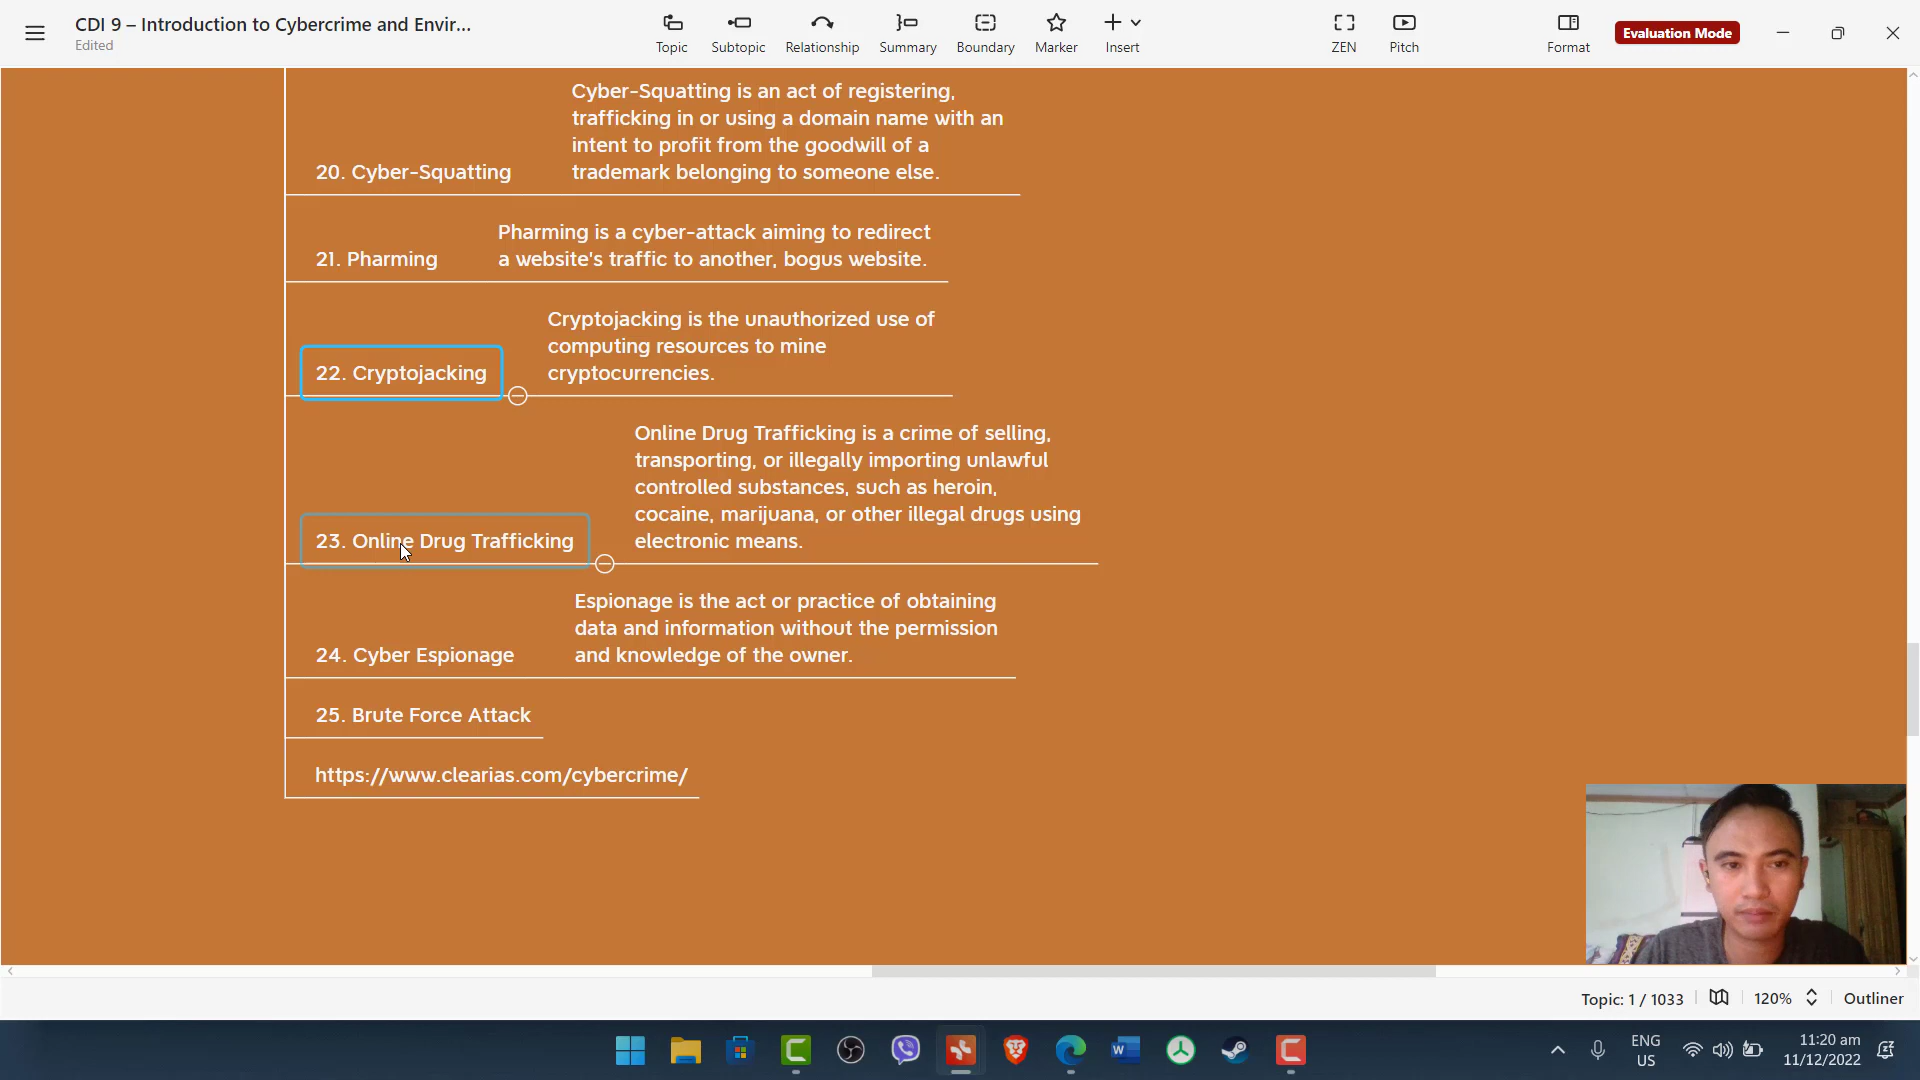 CDI 9 – Introduction to Cybercrime and Envir...
Edited
Topic
Subtopic
Relationship
Summary
Boundary
Marker
Insert
ZEN
Pitch
Format
Evaluation Mode
20. Cyber-Squatting
Cyber-Squatting is an act of registering,
trafficking in or using a domain name with an
intent to profit from the goodwill of a
trademark belonging to someone else.
21. Pharming
Pharming is a cyber-attack aiming to redirect
a website's traffic to another, bogus website.
22. Cryptojacking
Cryptojacking is the unauthorized use of
computing resources to mine
cryptocurrencies.
23. Online Drug Trafficking
Online Drug Trafficking is a crime of selling,
transporting, or illegally importing unlawful
controlled substances, such as heroin,
cocaine, marijuana, or other illegal drugs using
electronic means.
24. Cyber Espionage
Espionage is the act or practice of obtaining
data and information without the permission
and knowledge of the owner.
25. Brute Force Attack
https://www.clearias.com/cybercrime/
Topic: 1 / 1033
120%
Outliner
ENG
US
11:20 am
11/12/2022